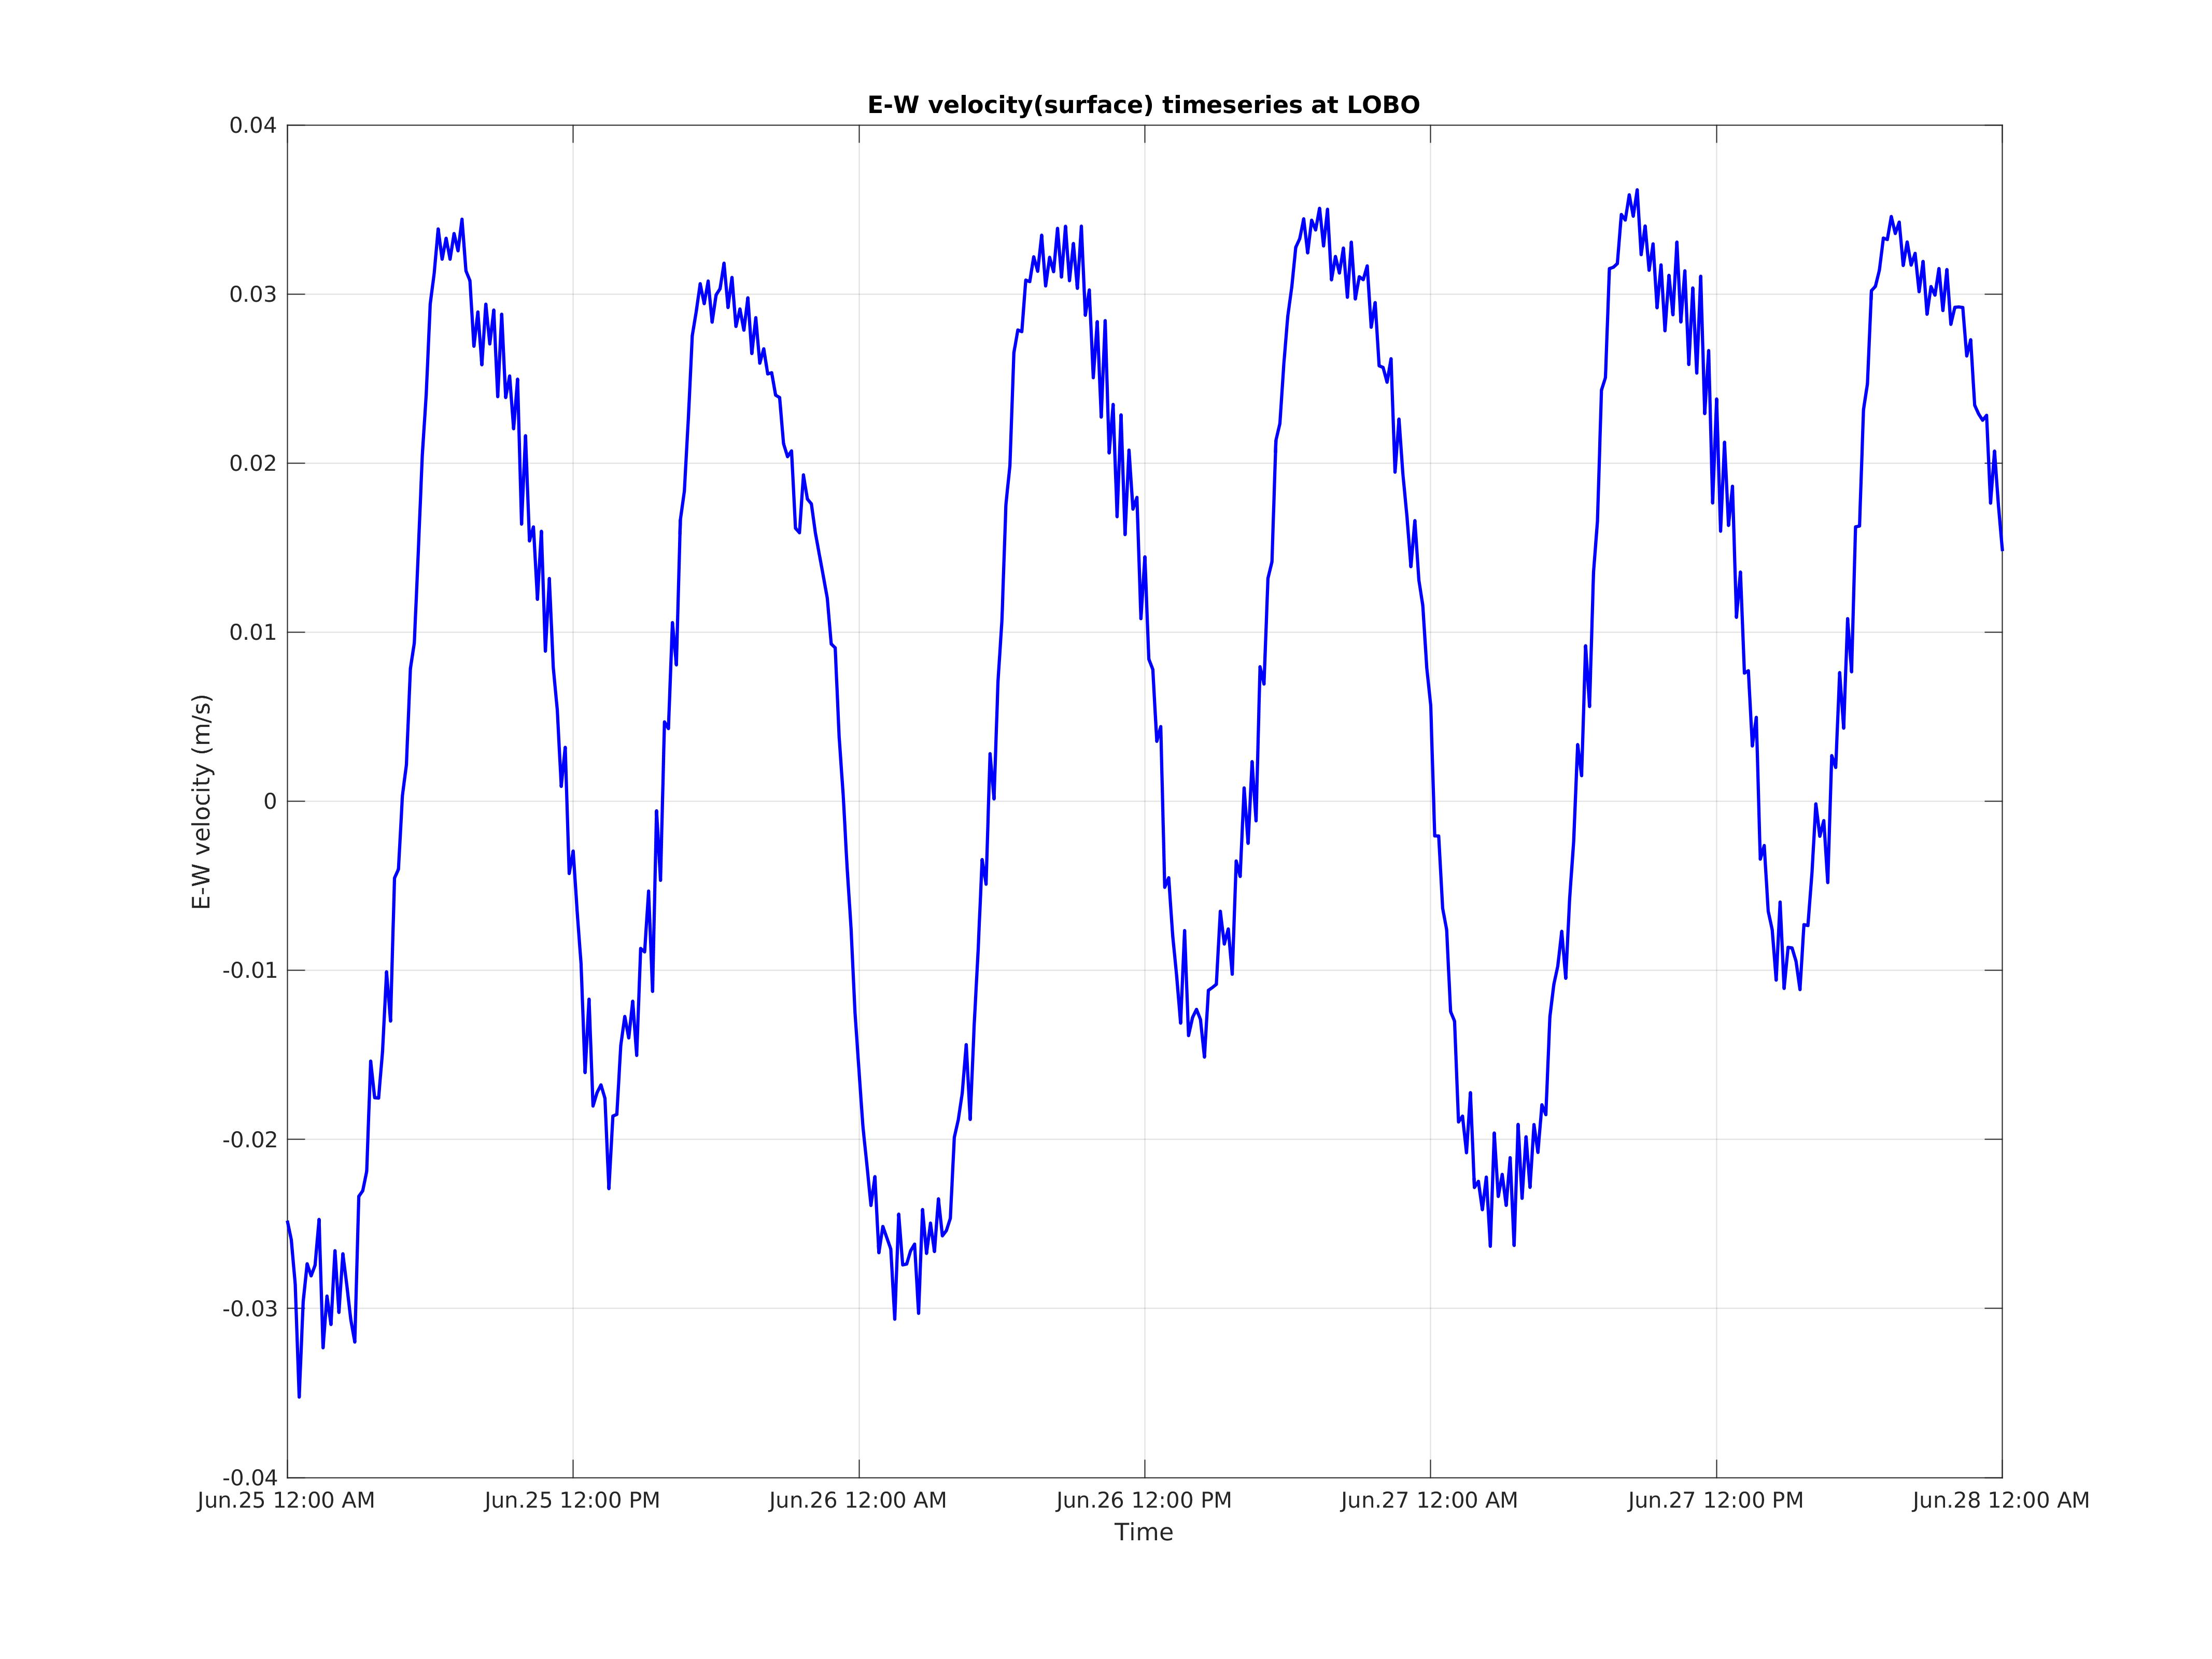 E-W velocity(surface) timeseries at LOBO
0.04
0.03
0.02
0.01
0
-0.01
-0.02
-0.03
-0.04
E-W velocity (m/s)
Jun.25 12:00 AM
Jun.25 12:00 PM
Jun.26 12:00 AM
Jun.26 12:00 PM
Jun.27 12:00 AM
Jun.27 12:00 PM
Jun.28 12:00 AM
Time